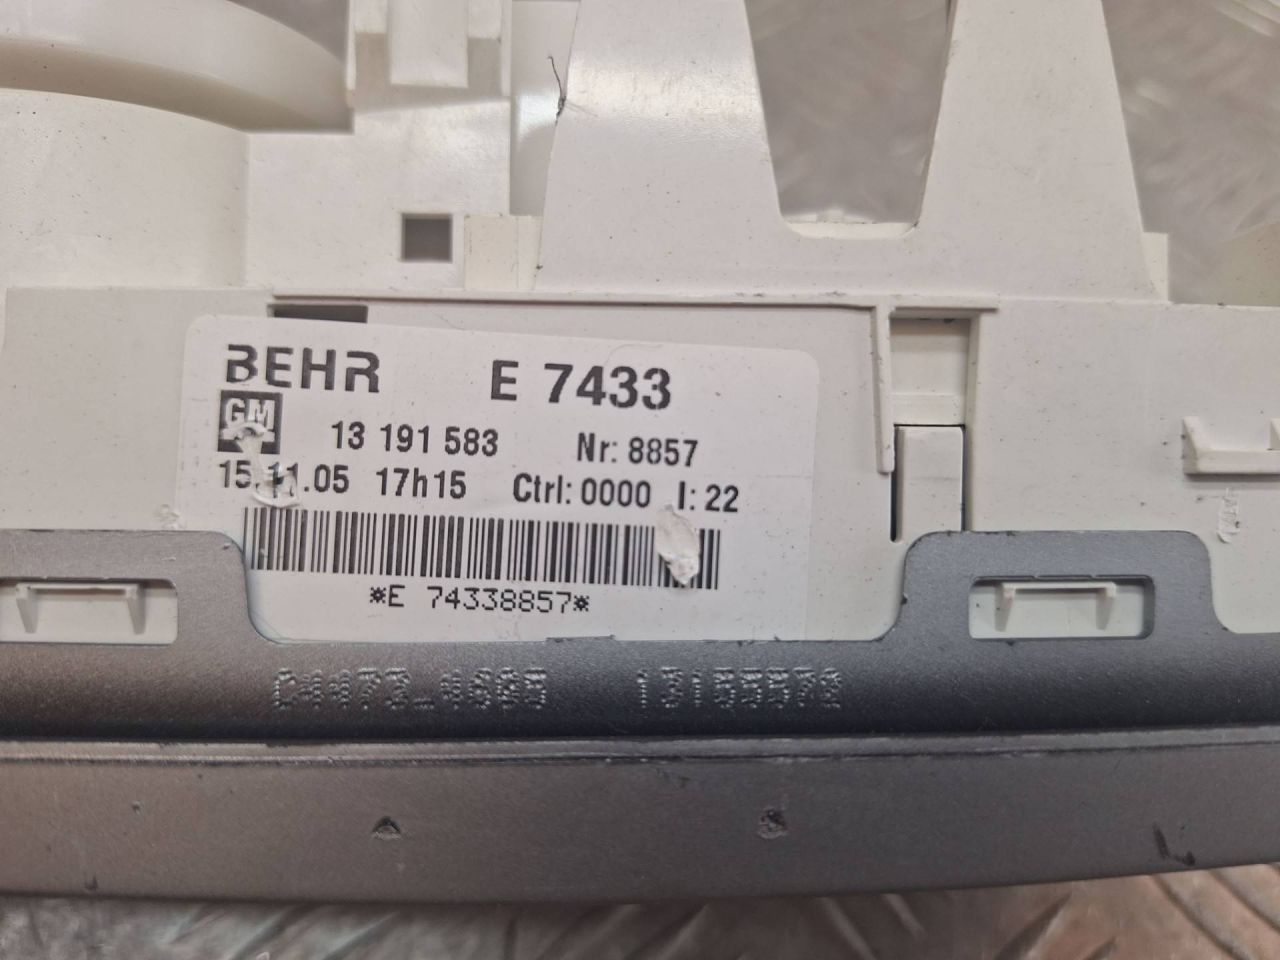 BEHR E 7433
GM 13 191 583 Nr: 8857
15.11.05 17h15 Ctrl: 0000 I: 22
*E 74338857*